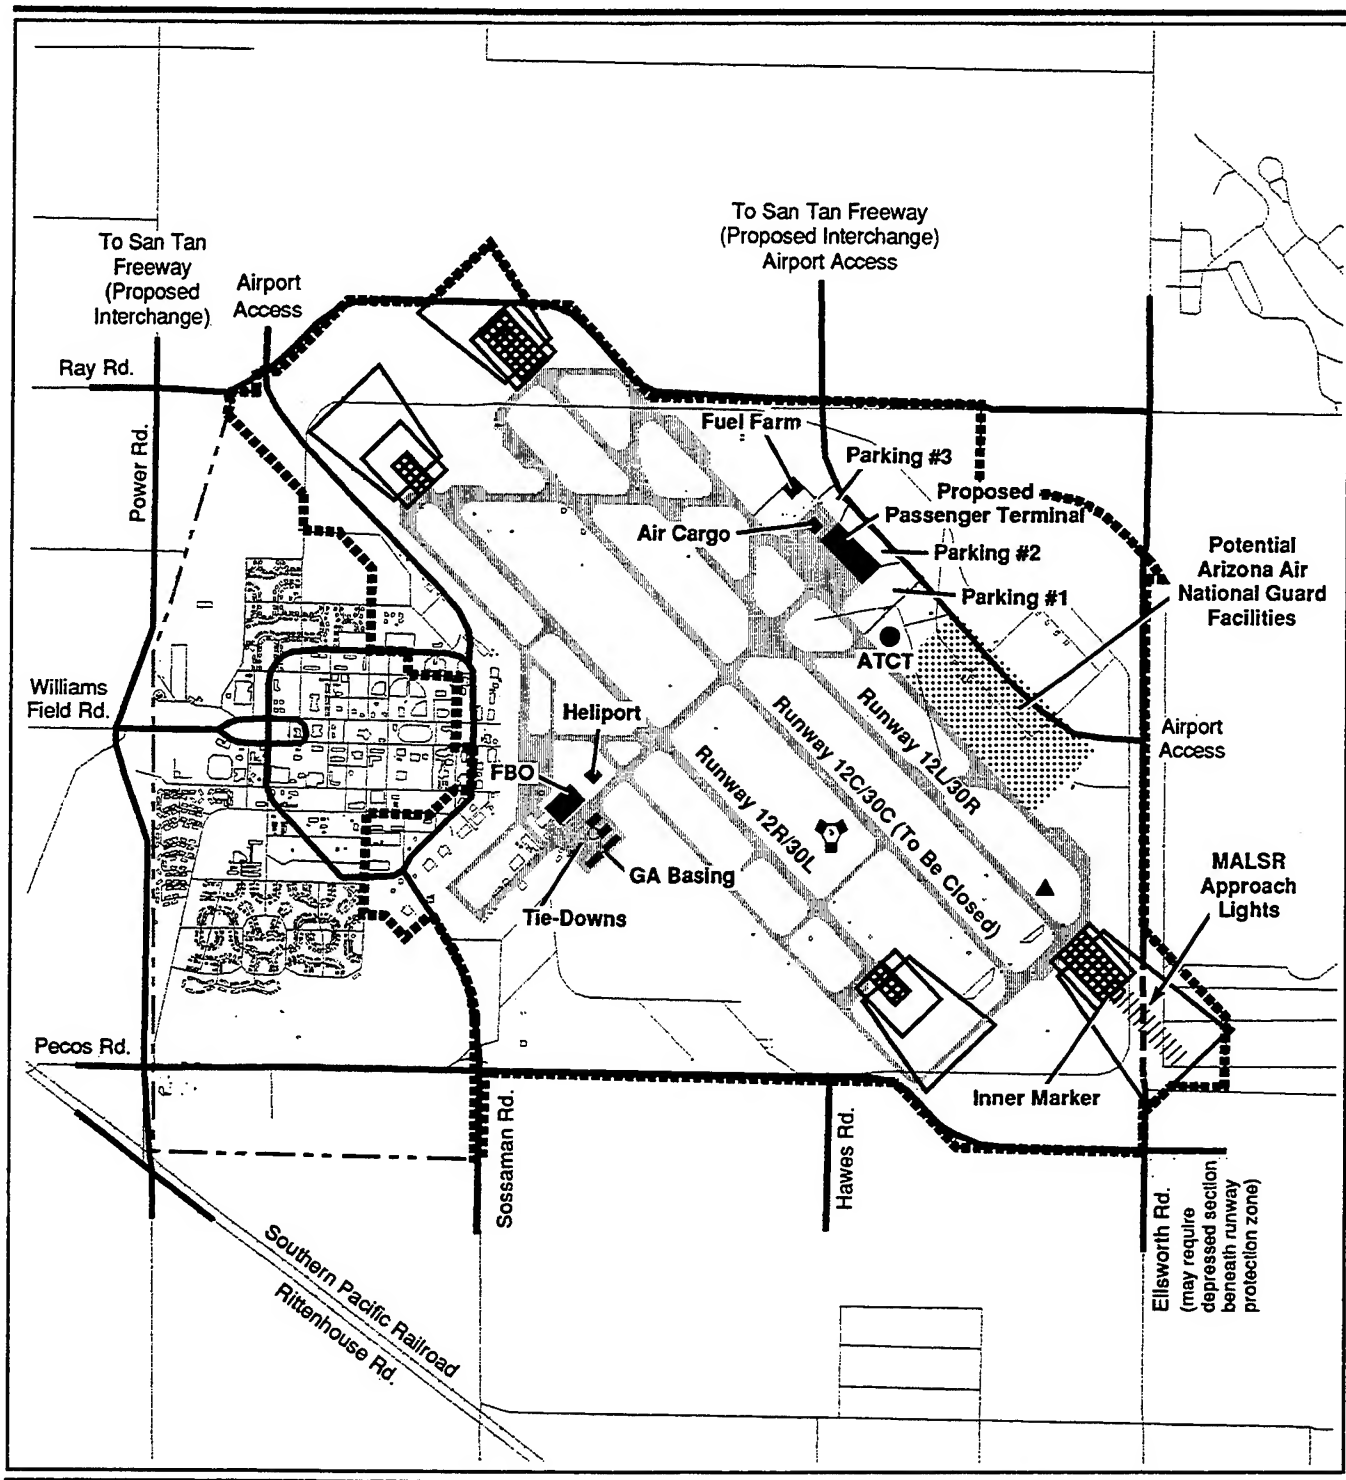 To San Tan
Freeway
(Proposed
Interchange)
Airport
Access
To San Tan Freeway
(Proposed Interchange)
Airport Access
Ray Rd.
Power Rd.
Fuel Farm
Parking #3
Proposed
Passenger Terminal
Air Cargo
Parking #2
Parking #1
Potential
Arizona Air
National Guard
Facilities
ATCT
Williams
Field Rd.
Heliport
FBO
Runway 12L/30R
Runway 12C/30C (To Be Closed)
Runway 12R/30L
Airport
Access
GA Basing
Tie-Downs
MALSR
Approach
Lights
Pecos Rd.
Inner Marker
Sossaman Rd.
Hawes Rd.
Ellsworth Rd.
(may require
depressed section
beneath runway
protection zone)
Southern Pacific Railroad
Rittenhouse Rd.